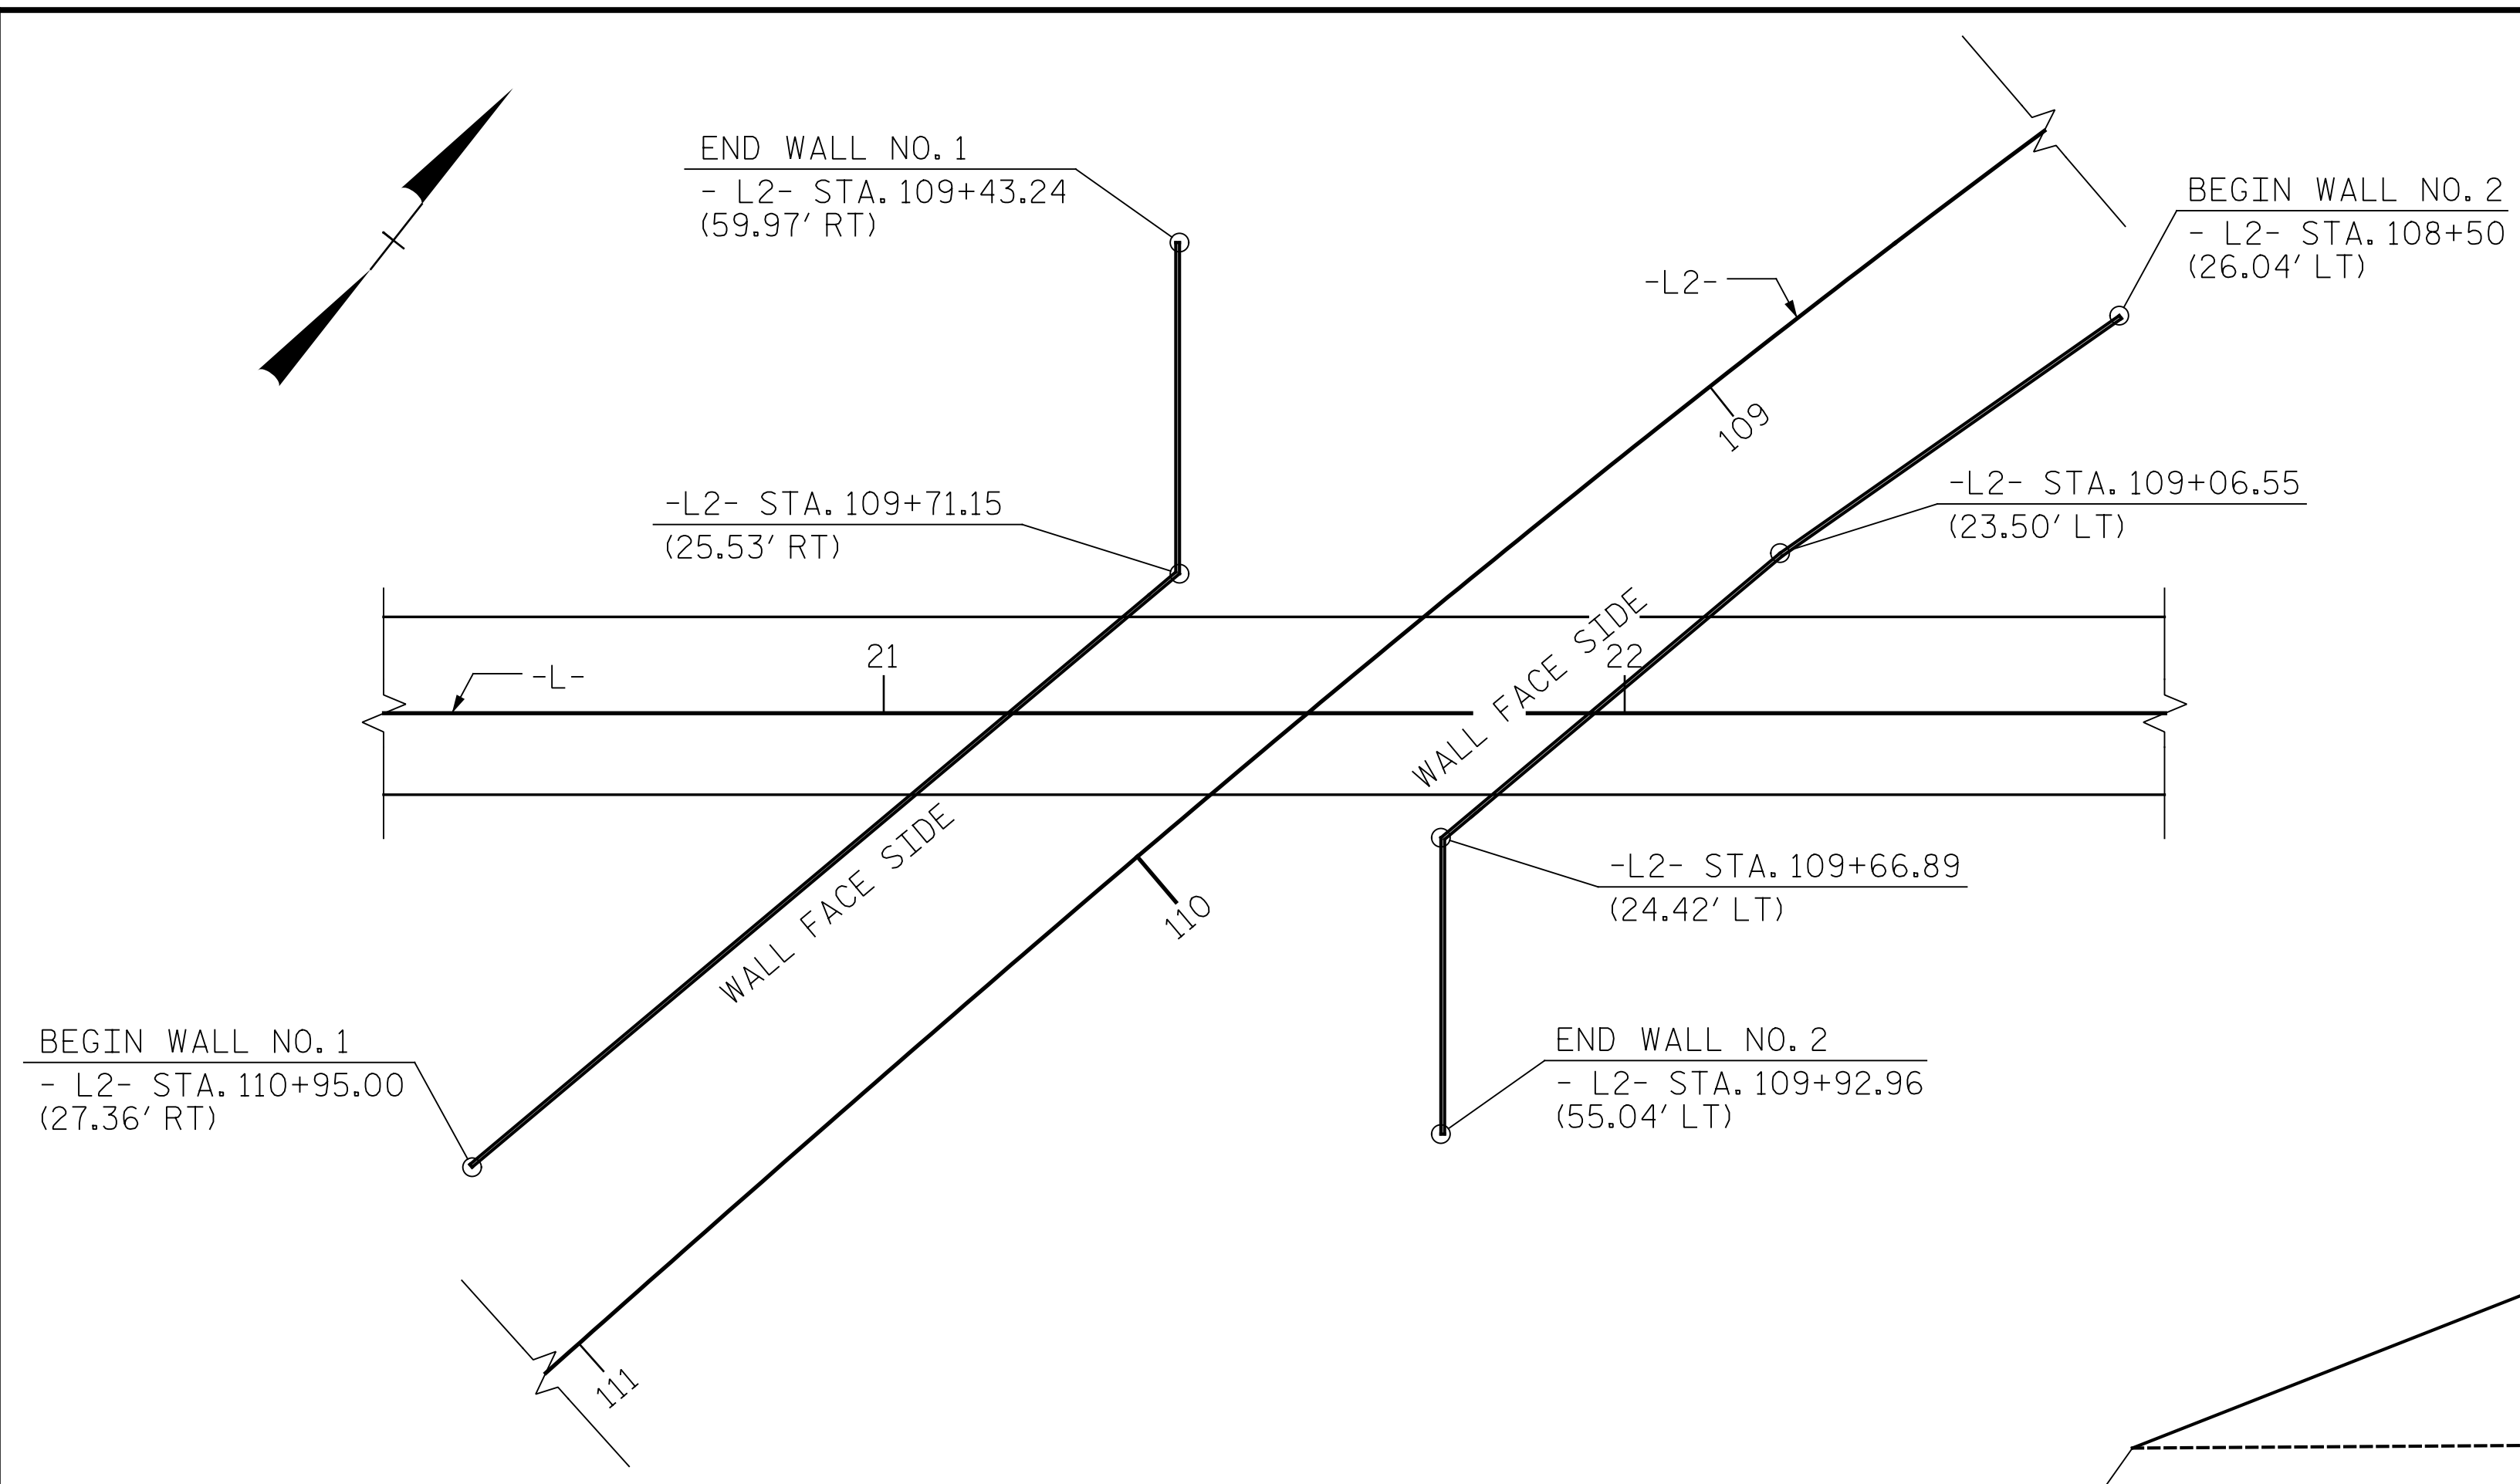 END WALL NO. 1
- L2- STA. 109+43.24
(59.97' RT)
BEGIN WALL NO. 2
- L2- STA. 108+50
(26.04' LT)
-L2-
109
-L2- STA. 109+06.55
(23.50' LT)
-L2- STA. 109+71.15
(25.53' RT)
21
22
-L-
WALL FACE SIDE
WALL FACE SIDE
-L2- STA. 109+66.89
(24.42' LT)
110
BEGIN WALL NO. 1
- L2- STA. 110+95.00
(27.36' RT)
END WALL NO. 2
- L2- STA. 109+92.96
(55.04' LT)
111